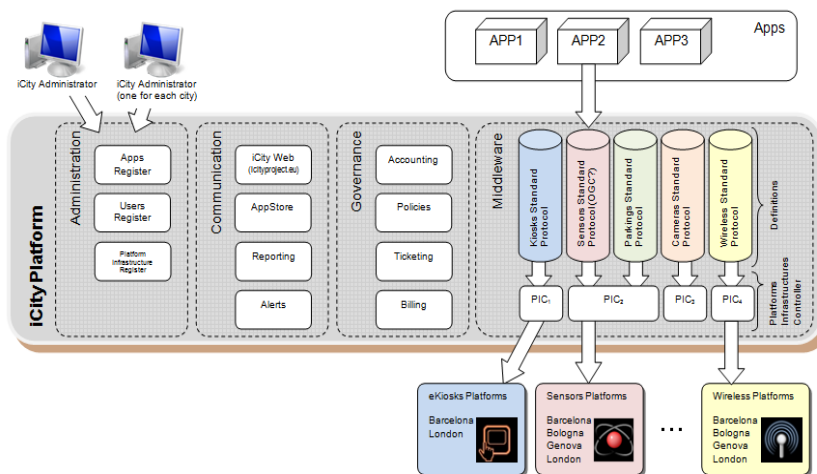 APP1
APP2
APP3
Apps
iCity Administrator
iCity Administrator
(one for each city)
iCity Platform
Administration
Apps
Register
Users
Register
Platform
Infrastructure
Register
Communication
iCity Web
(icityproject.eu)
AppStore
Reporting
Alerts
Governance
Accounting
Policies
Ticketing
Billing
Middleware
Kiosks Standard
Protocol
Sensors Standard
Protocol(OGC?)
Parkings Standard
Protocol
Cameras Standard
Protocol
Wireless Standard
Protocol
Definitions
PIC1
PIC2
PIC3
PIC4
Platforms
Infrastructures
Controller
eKiosks Platforms
Barcelona
London
Sensors Platforms
Barcelona
Bologna
Genova
London
...
Wireless Platforms
Barcelona
Bologna
Genova
London